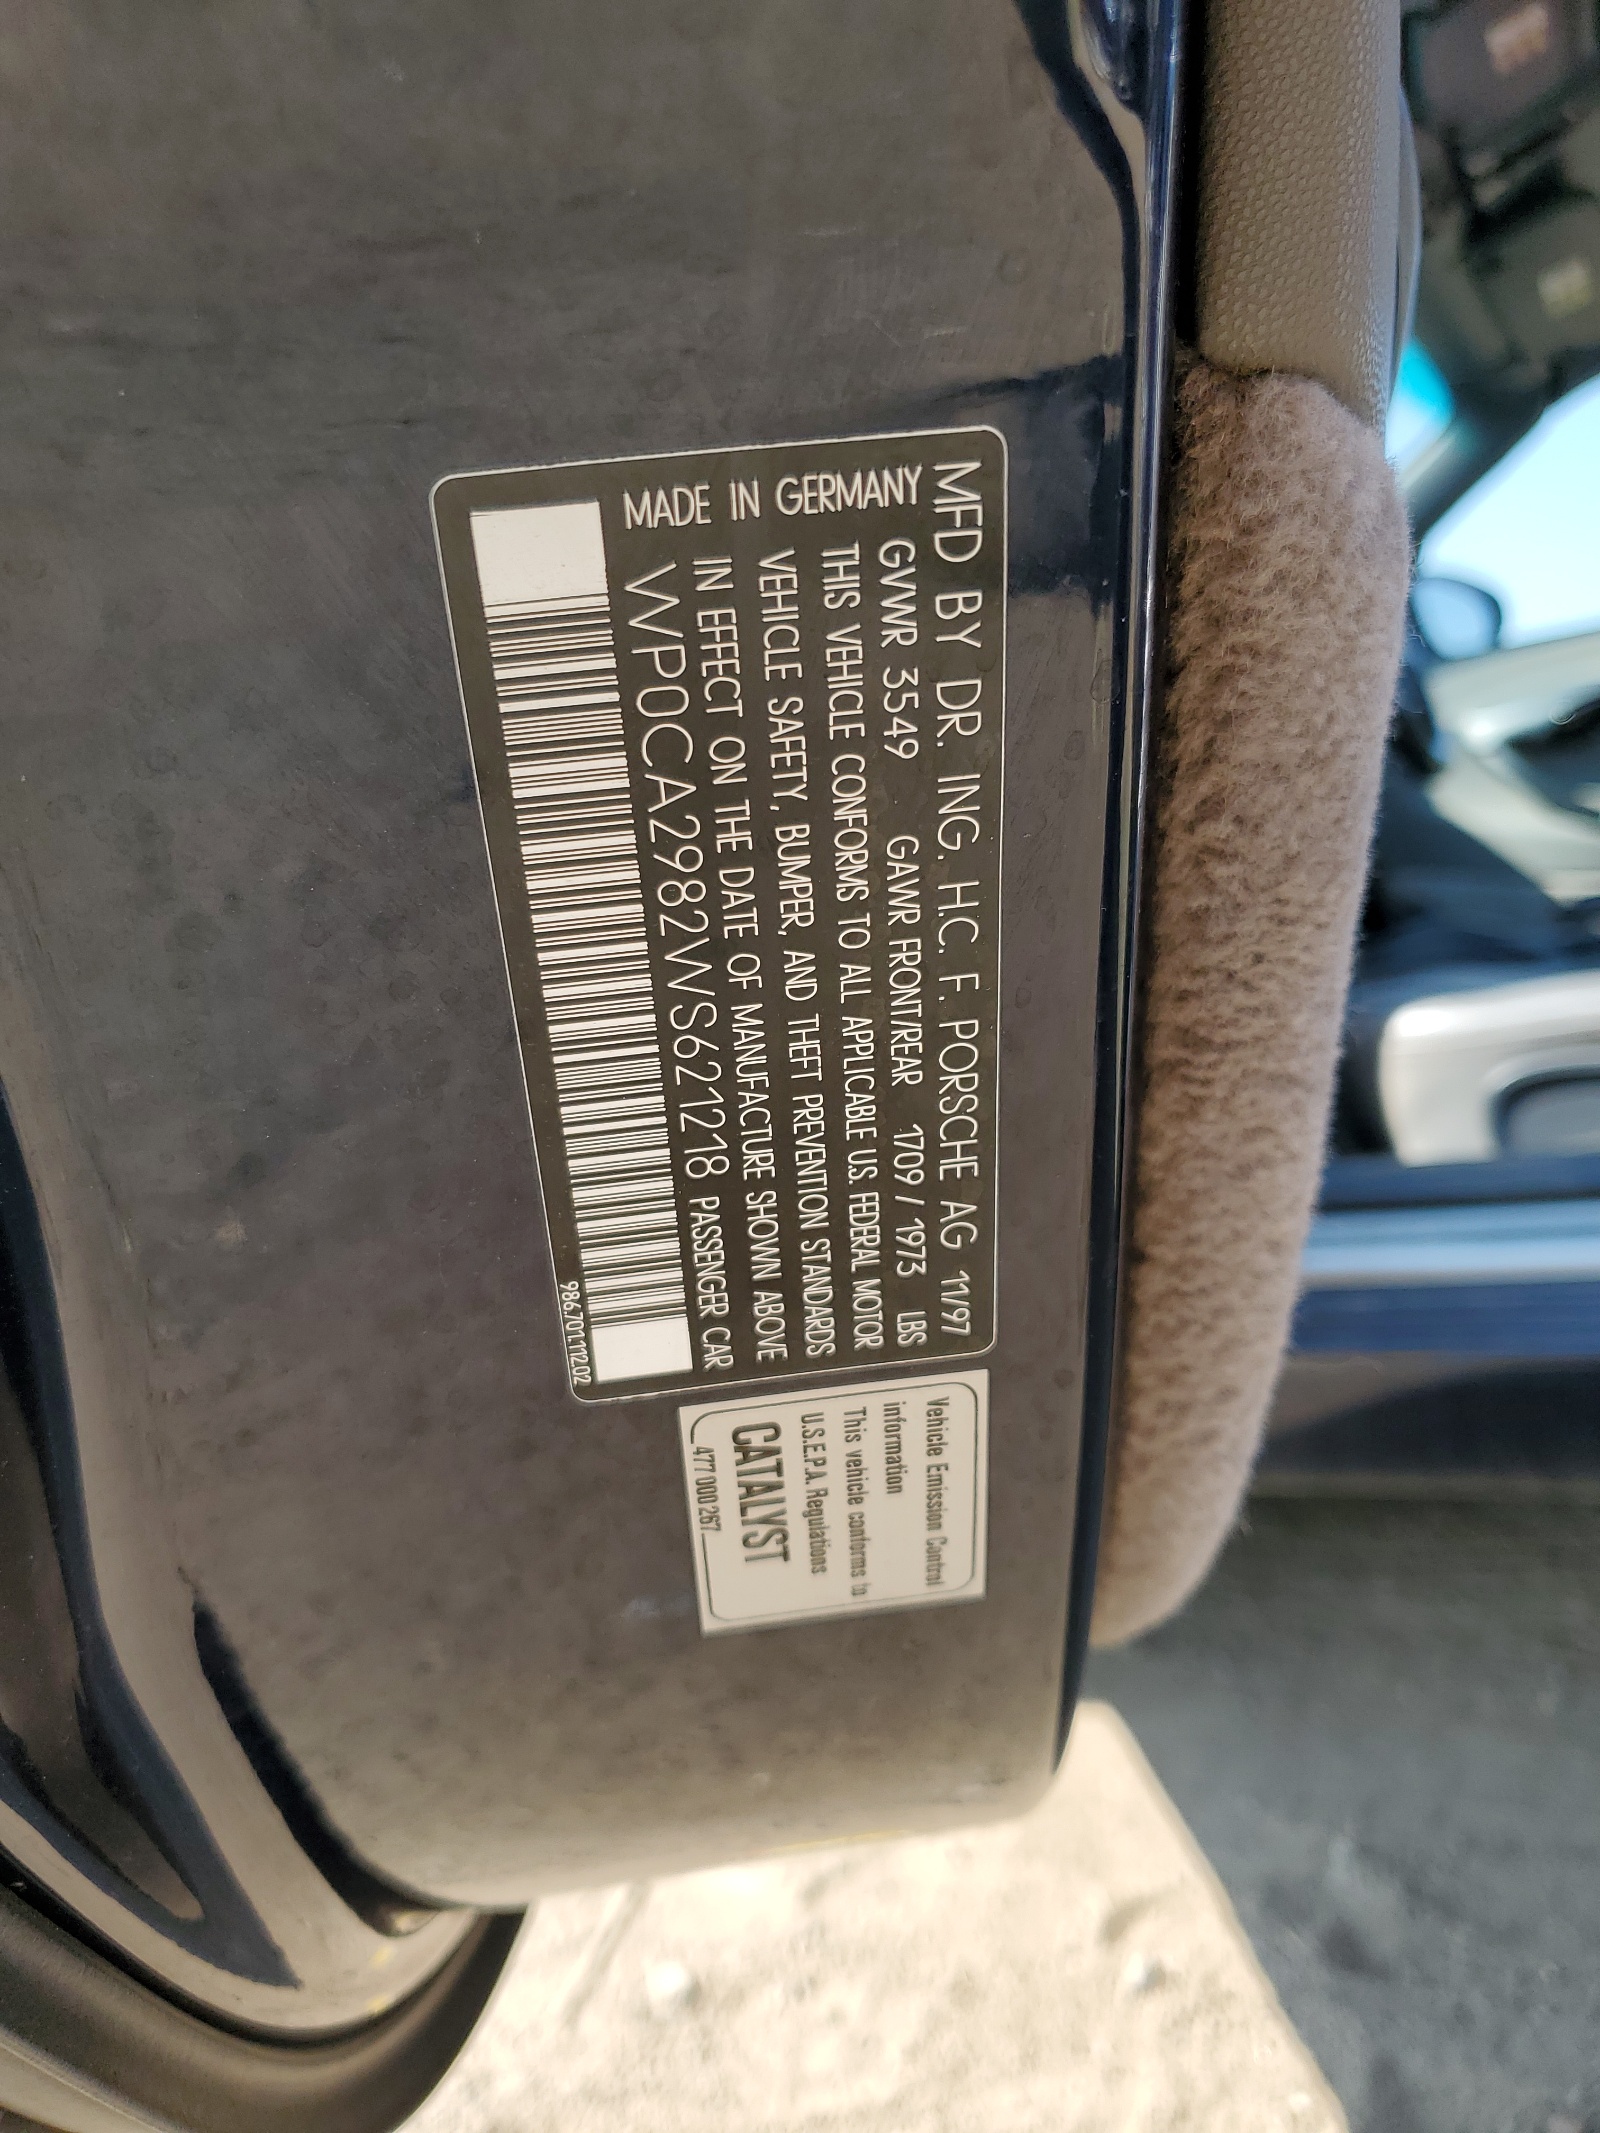 MFD BY DR. ING. H.C. F. PORSCHE AG 11/97
GVWR 3549 GAWR FRONT/REAR 1709 / 1973 LBS
THIS VEHICLE CONFORMS TO ALL APPLICABLE U.S. FEDERAL MOTOR
VEHICLE SAFETY, BUMPER, AND THEFT PREVENTION STANDARDS
IN EFFECT ON THE DATE OF MANUFACTURE SHOWN ABOVE
WP0CA2982WS621218 PASSENGER CAR
MADE IN GERMANY
986.701.112.02
Vehicle Emission Control
information
This vehicle conforms to
U.S.E.P.A. Regulations
CATALYST
477 000 267